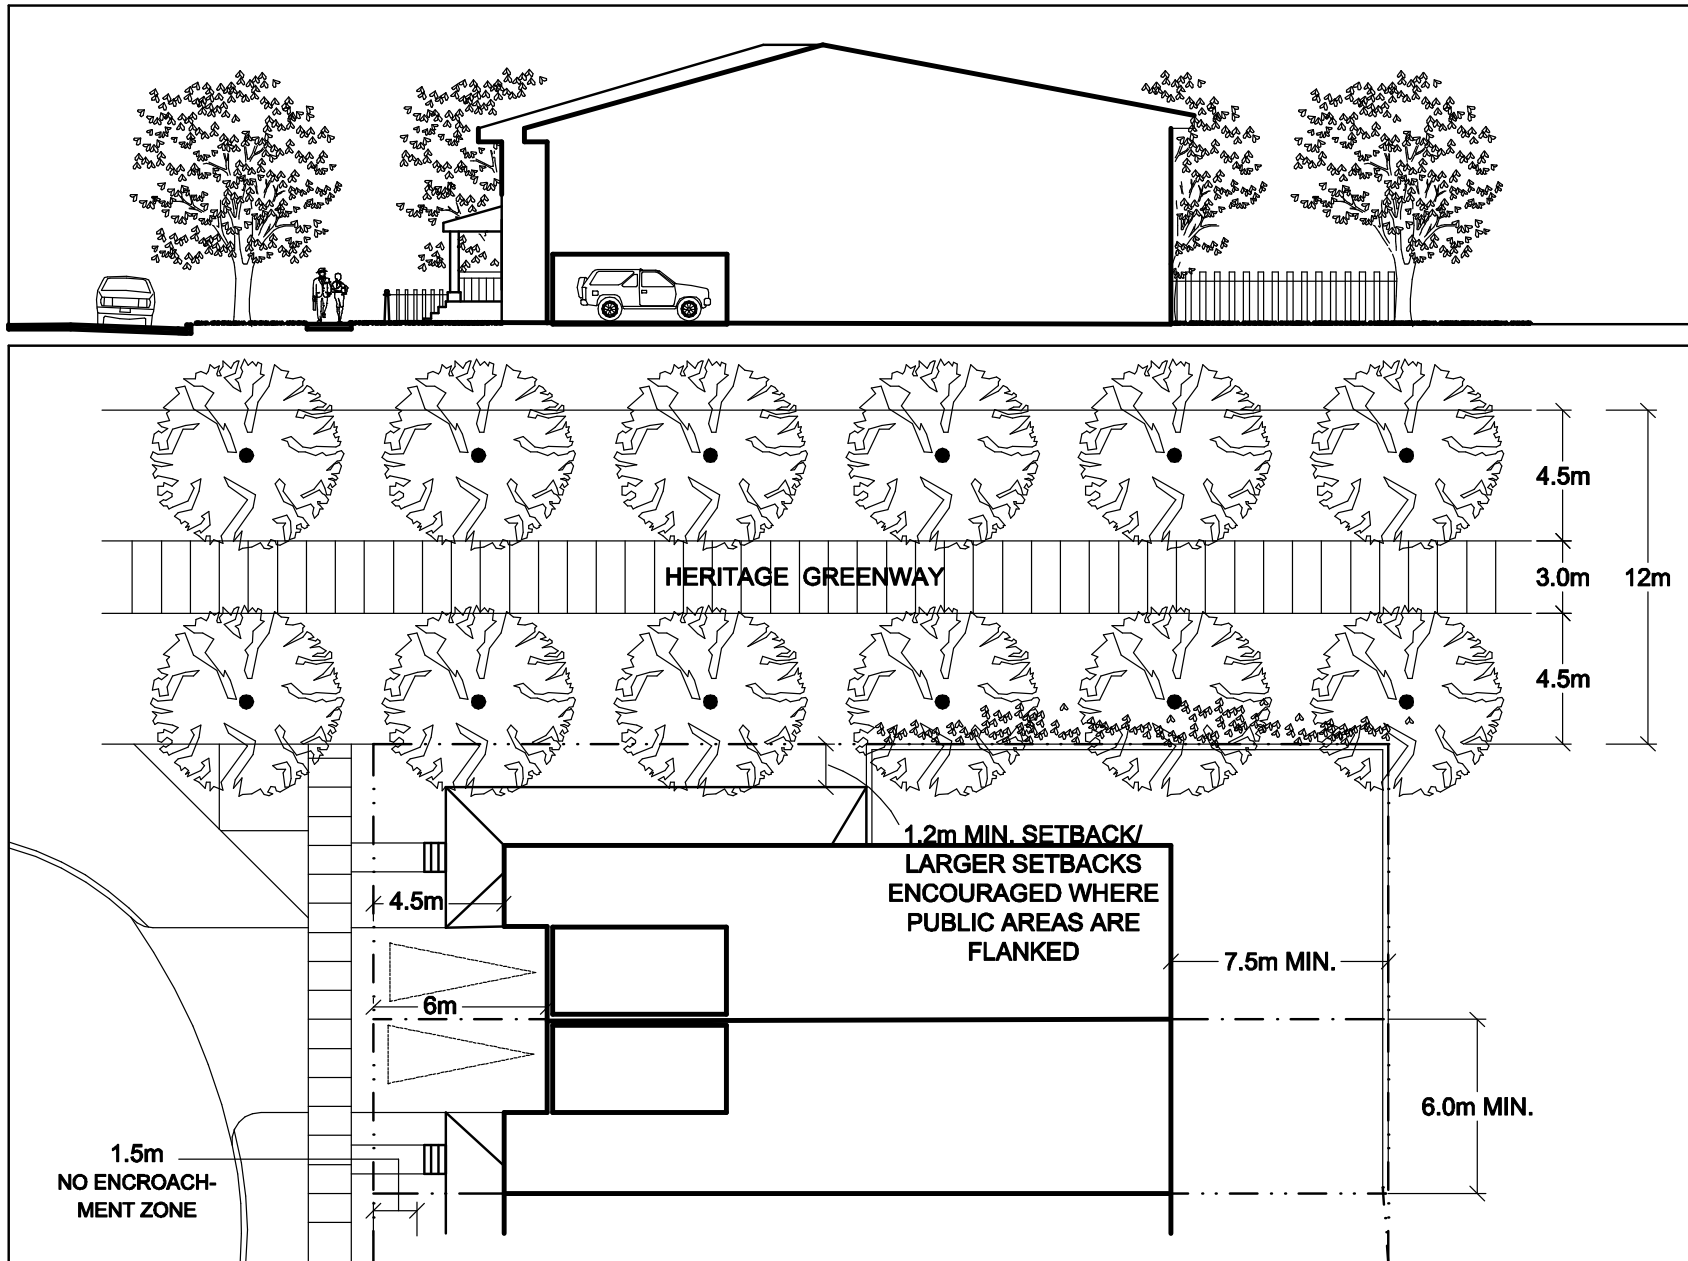 4.5m
HERITAGE GREENWAY
3.0m
12m
4.5m
1.2m MIN. SETBACK/
LARGER SETBACKS
ENCOURAGED WHERE
PUBLIC AREAS ARE
FLANKED
4.5m
7.5m MIN.
6m
6.0m MIN.
1.5m
NO ENCROACH-
MENT ZONE